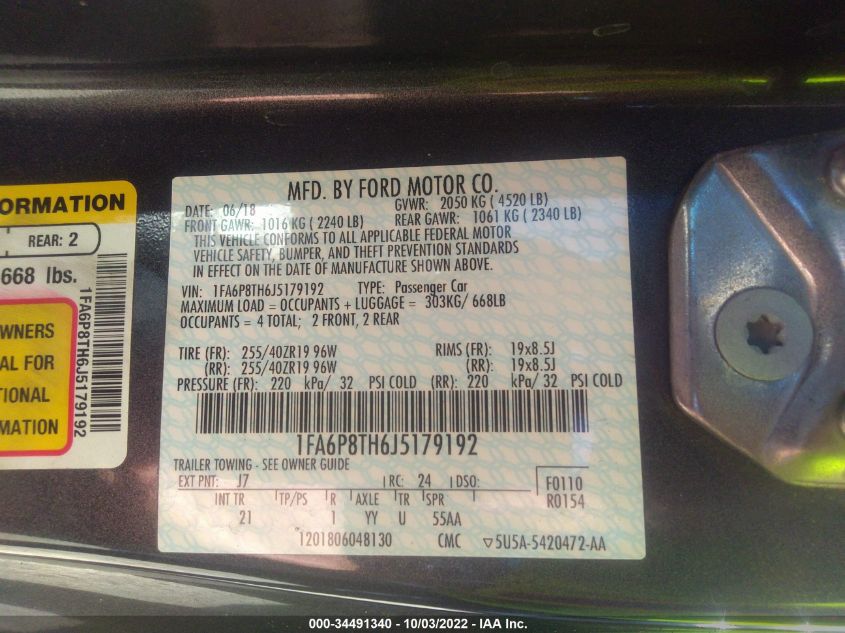 MFD. BY FORD MOTOR CO.
DATE: 06/18 GVWR: 2050 KG ( 4520 LB)
FRONT GAWR: 1016 KG ( 2240 LB) REAR GAWR: 1061 KG ( 2340 LB)
THIS VEHICLE CONFORMS TO ALL APPLICABLE FEDERAL MOTOR
VEHICLE SAFETY, BUMPER, AND THEFT PREVENTION STANDARDS
IN EFFECT ON THE DATE OF MANUFACTURE SHOWN ABOVE.
VIN: 1FA6P8TH6J5179192 TYPE: Passenger Car
MAXIMUM LOAD = OCCUPANTS + LUGGAGE = 303KG/ 668LB
OCCUPANTS = 4 TOTAL; 2 FRONT, 2 REAR
TIRE (FR): 255/40ZR19 96W RIMS (FR): 19x8.5J
(RR): 255/40ZR19 96W (RR): 19x8.5J
PRESSURE (FR): 220 kPa/ 32 PSI COLD (RR): 220 kPa/ 32 PSI COLD
1FA6P8TH6J5179192
TRAILER TOWING - SEE OWNER GUIDE
EXT PNT: J7 RC: 24 DSO: F0110
R0154
INT TR TP/PS R AXLE TR SPR
21 1 YY U 55AA
1201806048130 CMC ▽5U5A-5420472-AA
ORMATION
REAR: 2
668 lbs.
WNERS
AL FOR
TIONAL
RMATION
1FA6P8TH6J5179192
000-34491340 - 10/03/2022 - IAA Inc.